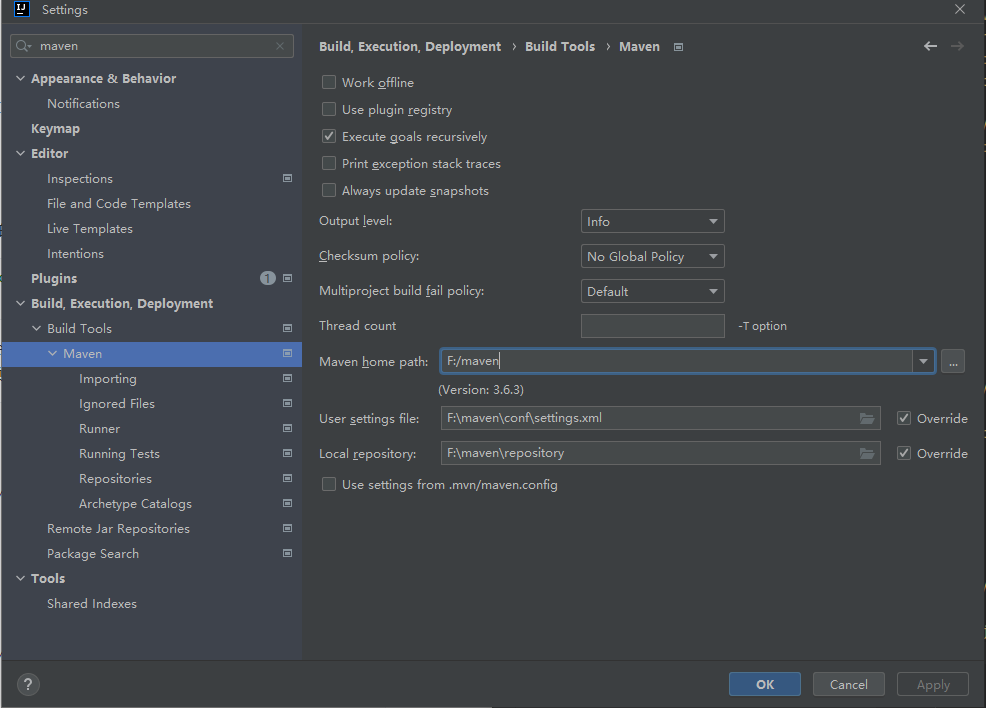 IJ Settings
maven
Appearance & Behavior
Notifications
Keymap
Editor
Inspections
File and Code Templates
Live Templates
Intentions
Plugins 1
Build, Execution, Deployment
Build Tools
Maven
Importing
Ignored Files
Runner
Running Tests
Repositories
Archetype Catalogs
Remote Jar Repositories
Package Search
Tools
Shared Indexes
Build, Execution, Deployment › Build Tools › Maven
Work offline
Use plugin registry
Execute goals recursively
Print exception stack traces
Always update snapshots
Output level: Info
Checksum policy: No Global Policy
Multiproject build fail policy: Default
Thread count -T option
Maven home path: F:/maven ...
(Version: 3.6.3)
User settings file: F:\maven\conf\settings.xml Override
Local repository: F:\maven\repository Override
Use settings from .mvn/maven.config
? OK Cancel Apply